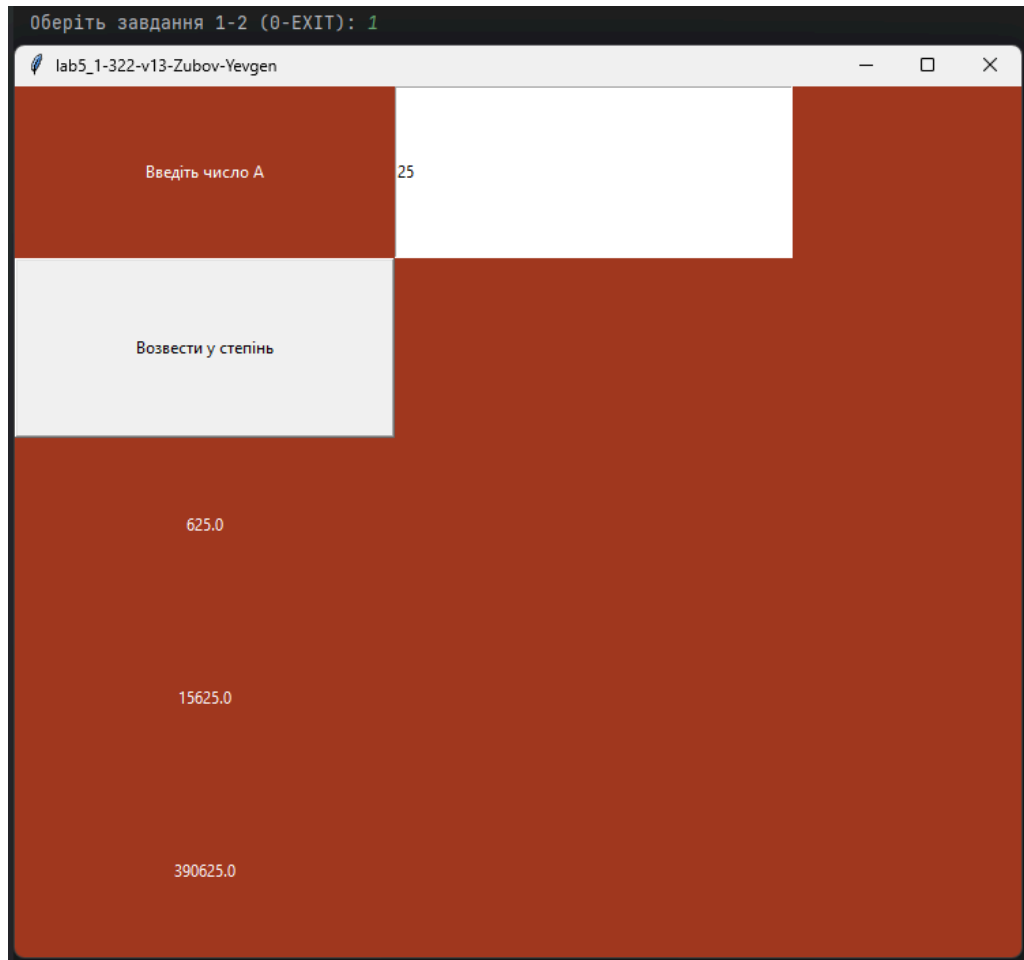 Оберіть завдання 1-2 (0-EXIT): 1
lab5_1-322-v13-Zubov-Yevgen
Введіть число А
25
Возвести у степінь
625.0
15625.0
390625.0